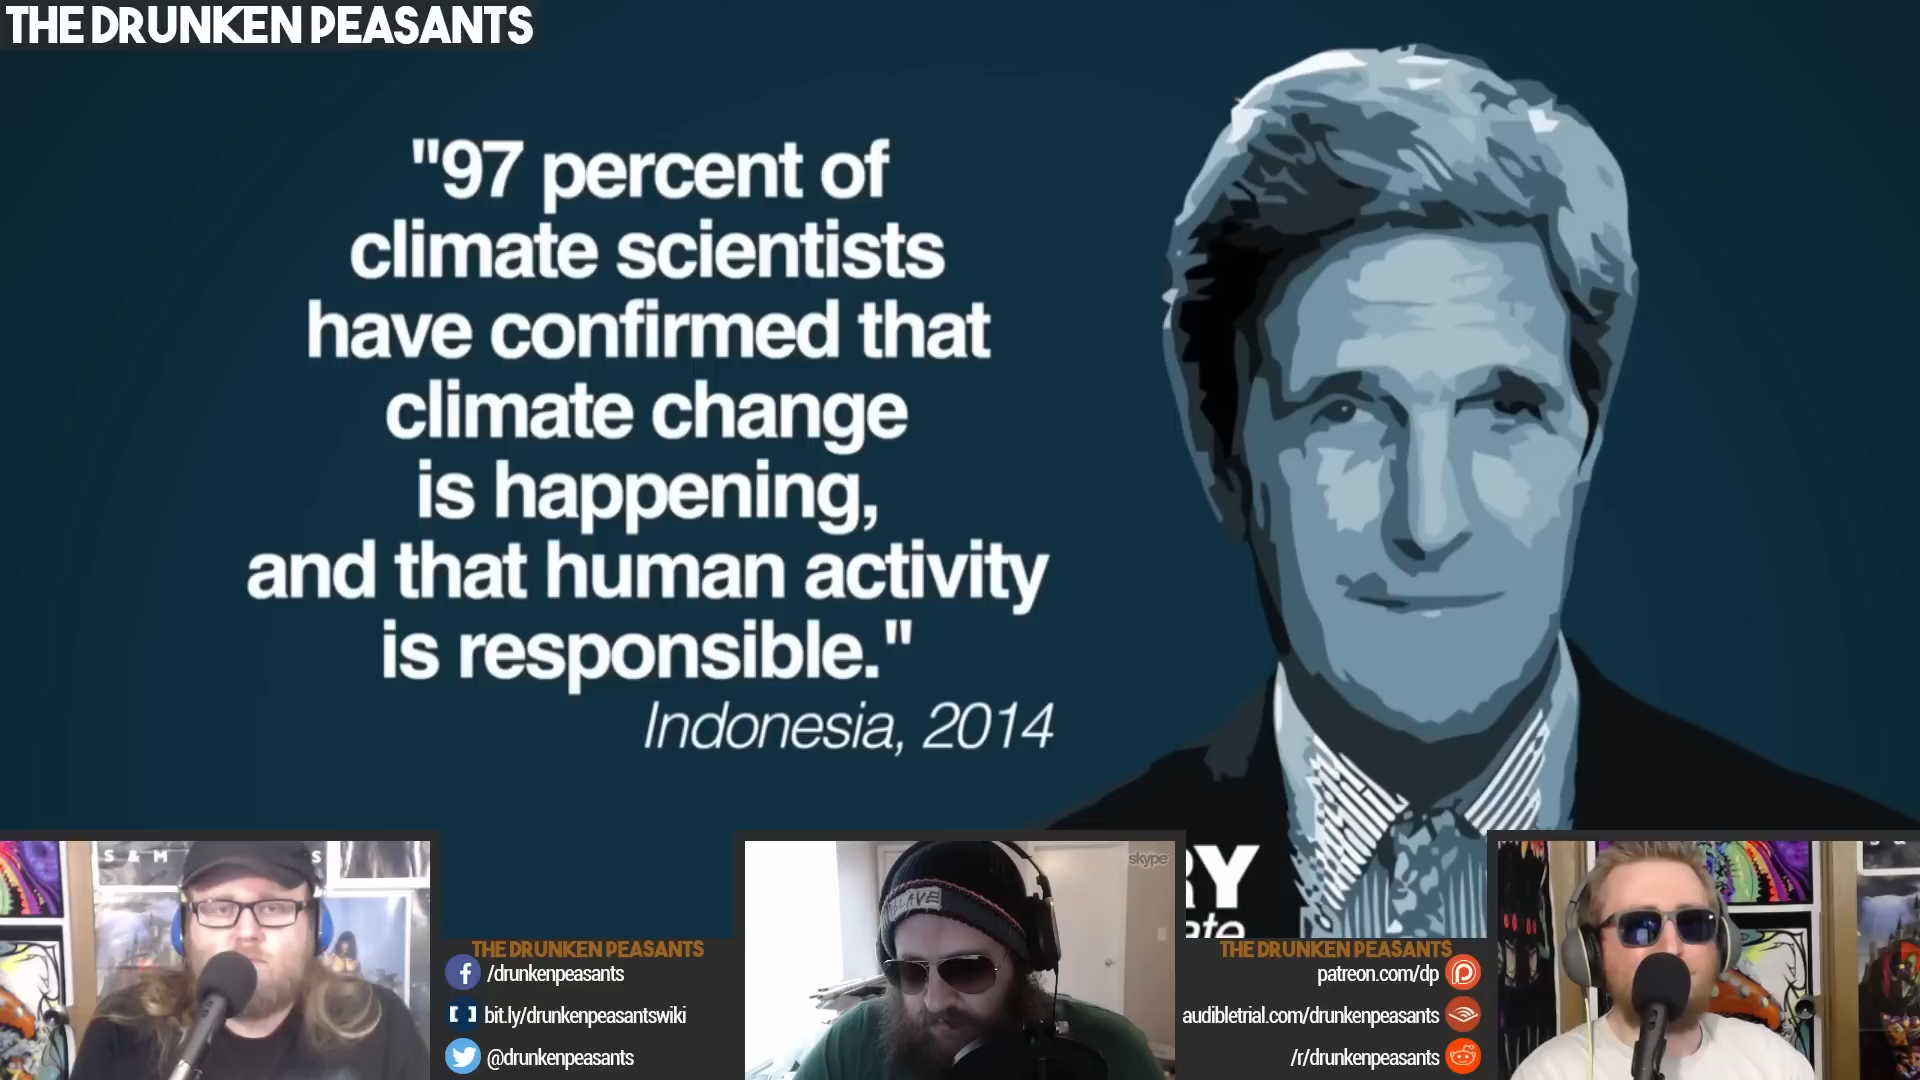 THE DRUNKEN PEASANTS
"97 percent of
climate scientists
have confirmed that
climate change
is happening,
and that human activity
is responsible."
Indonesia, 2014
RY
ate
S & M
S
skype
THE DRUNKEN PEASANTS
/drunkenpeasants
bit.ly/drunkenpeasantswiki
@drunkenpeasants
THE DRUNKEN PEASANTS
patreon.com/dp
audibletrial.com/drunkenpeasants
/r/drunkenpeasants